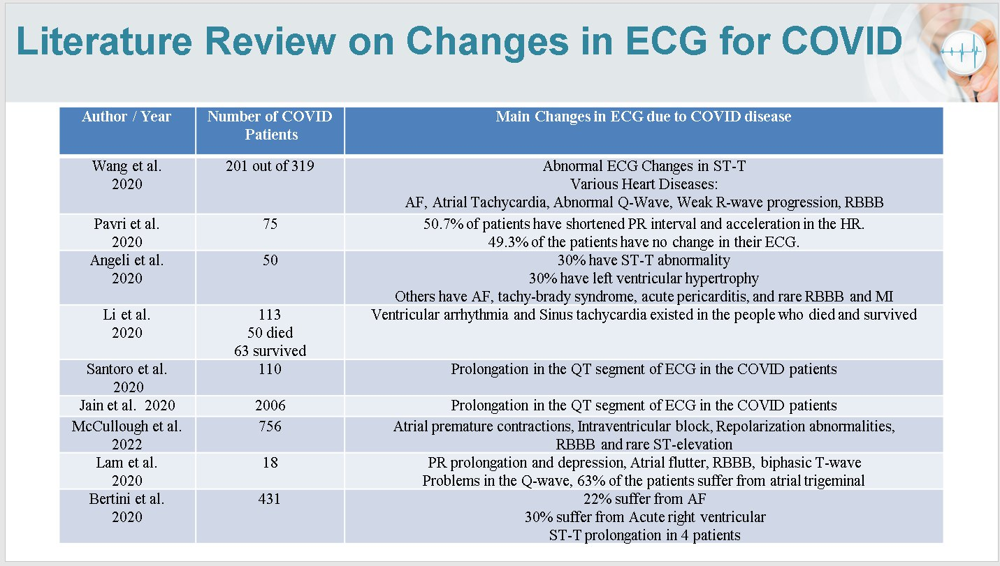 Literature Review on Changes in ECG for COVID
Author / Year
Number of COVID
Patients
Main Changes in ECG due to COVID disease
Wang et al.
2020
201 out of 319
Abnormal ECG Changes in ST-T
Various Heart Diseases:
AF, Atrial Tachycardia, Abnormal Q-Wave, Weak R-wave progression, RBBB
Pavri et al.
2020
75
50.7% of patients have shortened PR interval and acceleration in the HR.
49.3% of the patients have no change in their ECG.
Angeli et al.
2020
50
30% have ST-T abnormality
30% have left ventricular hypertrophy
Others have AF, tachy-brady syndrome, acute pericarditis, and rare RBBB and MI
Li et al.
2020
113
50 died
63 survived
Ventricular arrhythmia and Sinus tachycardia existed in the people who died and survived
Santoro et al.
2020
110
Prolongation in the QT segment of ECG in the COVID patients
Jain et al. 2020
2006
Prolongation in the QT segment of ECG in the COVID patients
McCullough et al.
2022
756
Atrial premature contractions, Intraventricular block, Repolarization abnormalities,
RBBB and rare ST-elevation
Lam et al.
2020
18
PR prolongation and depression, Atrial flutter, RBBB, biphasic T-wave
Problems in the Q-wave, 63% of the patients suffer from atrial trigeminal
Bertini et al.
2020
431
22% suffer from AF
30% suffer from Acute right ventricular
ST-T prolongation in 4 patients